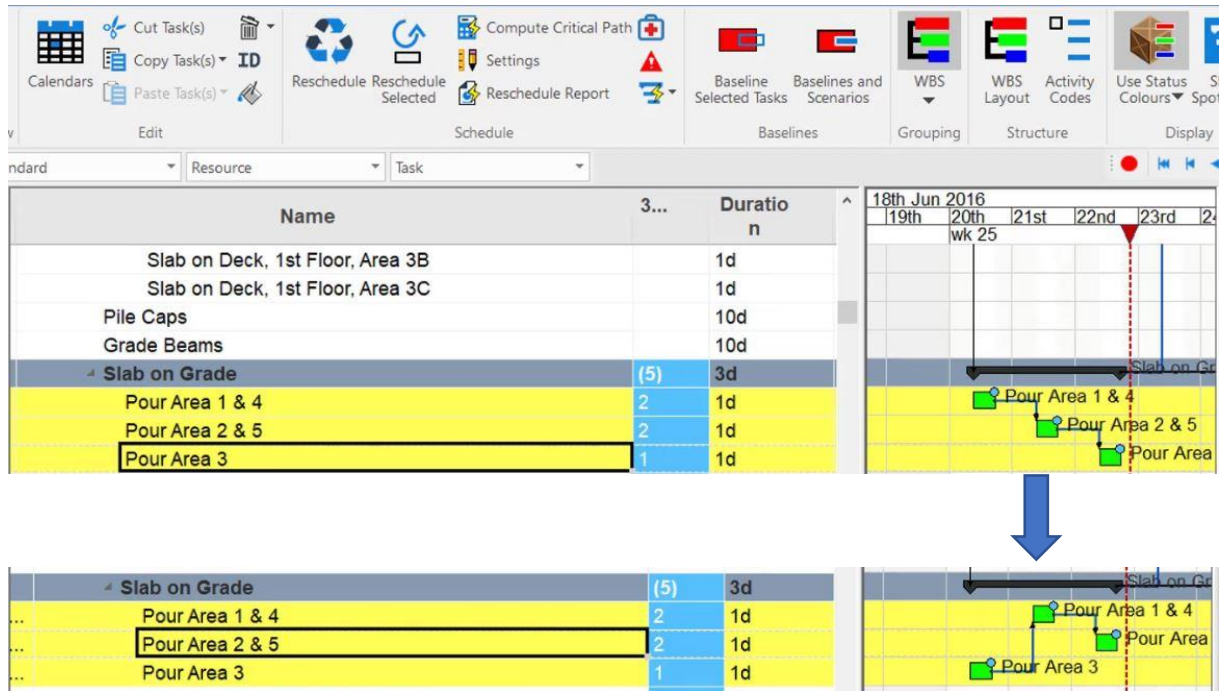 Cut Task(s)
Copy Task(s)
Paste Task(s)
ID
Calendars
Reschedule
Reschedule Selected
Compute Critical Path
Settings
Reschedule Report
Baseline Selected Tasks
Baselines and Scenarios
WBS
WBS Layout
Activity Codes
Use Status Colours
Edit
Schedule
Baselines
Grouping
Structure
Display
ndard
Resource
Task
Name
3...
Duratio
n
18th Jun 2016
19th 20th 21st 22nd 23rd
wk 25
Slab on Deck, 1st Floor, Area 3B 1d
Slab on Deck, 1st Floor, Area 3C 1d
Pile Caps 10d
Grade Beams 10d
Slab on Grade (5) 3d Slab on Gr
Pour Area 1 & 4 2 1d Pour Area 1 & 4
Pour Area 2 & 5 2 1d Pour Area 2 & 5
Pour Area 3 1 1d Pour Area
Slab on Grade (5) 3d Slab on Gr
... Pour Area 1 & 4 2 1d Pour Area 1 & 4
... Pour Area 2 & 5 2 1d Pour Area
... Pour Area 3 1 1d Pour Area 3